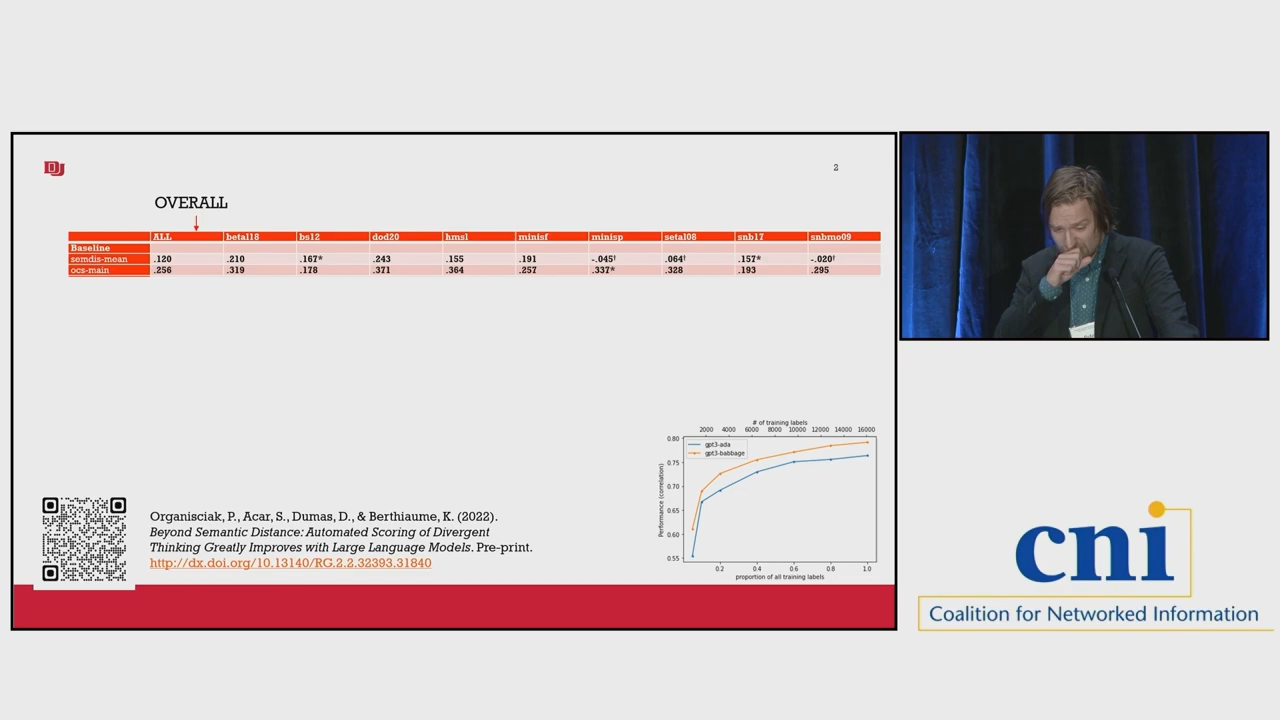 DU
2
OVERALL
ALL betal18 bs12 dod20 hmsl minisf minisp setal08 snb17 snbmo09
Baseline
semdis-mean .120 .210 .167* .243 .155 .191 -.045† .064† .157* -.020†
ocs-main .256 .319 .178 .371 .364 .257 .337* .328 .193 .295
# of training labels
2000 4000 6000 8000 10000 12000 14000 16000
gpt3-ada
gpt3-babbage
0.80
0.75
0.70
0.65
0.60
0.55
Performance (correlation)
0.2 0.4 0.6 0.8 1.0
proportion of all training labels
Organisciak, P., Acar, S., Dumas, D., & Berthiaume, K. (2022).
Beyond Semantic Distance: Automated Scoring of Divergent
Thinking Greatly Improves with Large Language Models. Pre-print.
http://dx.doi.org/10.13140/RG.2.2.32393.31840
cni
Coalition for Networked Information